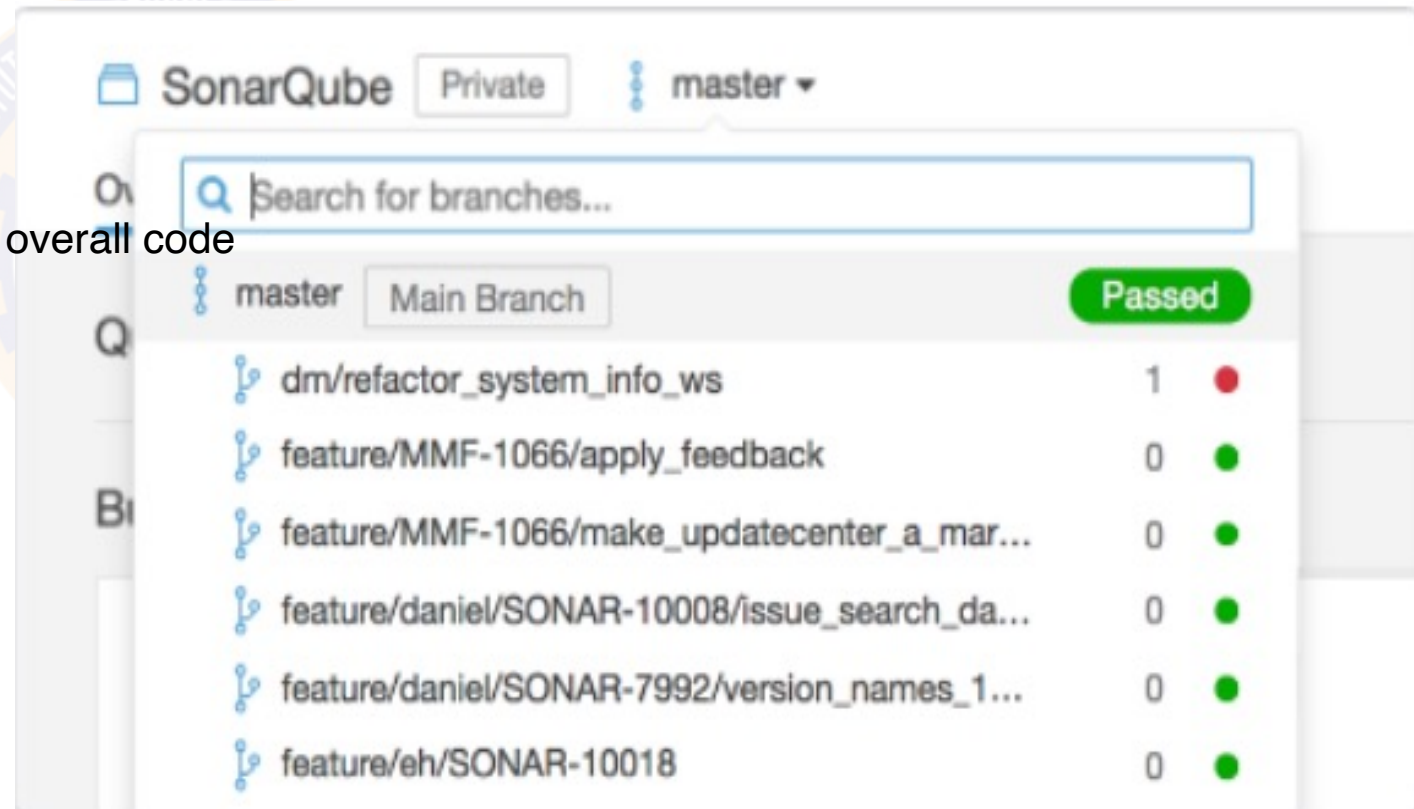 SonarQube Private master
Search for branches...
Ov
overall code
master Main Branch Passed
Q
dm/refactor_system_info_ws 1
feature/MMF-1066/apply_feedback 0
Bu
feature/MMF-1066/make_updatecenter_a_mar... 0
feature/daniel/SONAR-10008/issue_search_da... 0
feature/daniel/SONAR-7992/version_names_1... 0
feature/eh/SONAR-10018 0